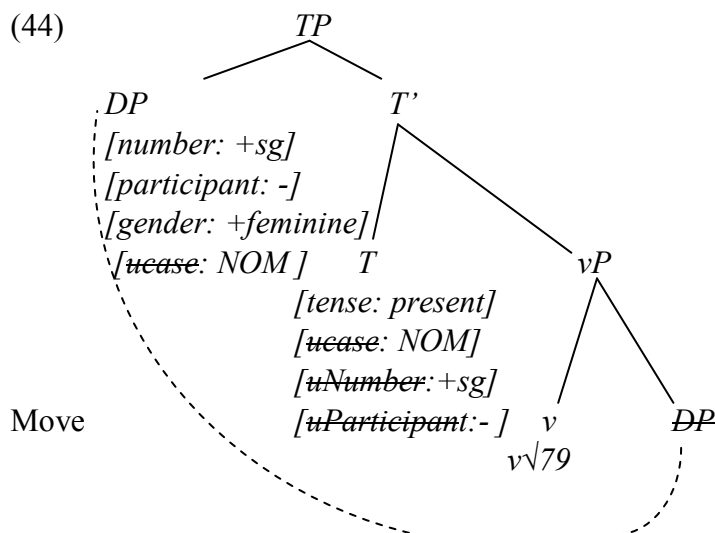 (44) TP
DP T’
[number: +sg]
[participant: -]
[gender: +feminine]
[ucase: NOM ] T vP
[tense: present]
[ucase: NOM]
[uNumber:+sg]
Move [uParticipant:- ] v DP
v√79